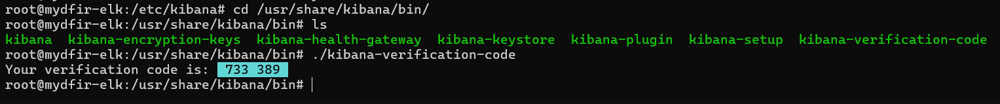 root@mydfir-elk:/etc/kibana# cd /usr/share/kibana/bin/
root@mydfir-elk:/usr/share/kibana/bin# ls
kibana  kibana-encryption-keys  kibana-health-gateway  kibana-keystore  kibana-plugin  kibana-setup  kibana-verification-code
root@mydfir-elk:/usr/share/kibana/bin# ./kibana-verification-code
Your verification code is:  733 389
root@mydfir-elk:/usr/share/kibana/bin#